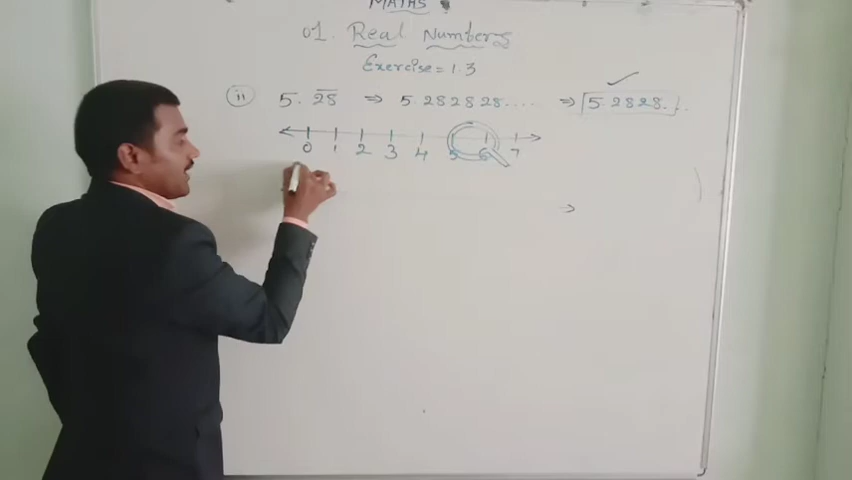 MATHS
01. Real Numbers
Exercise = 1.3
ii 5.2̅8̅ ⇒ 5.282828.... ⇒ 5.2828...
0 1 2 3 4 5 6 7
→